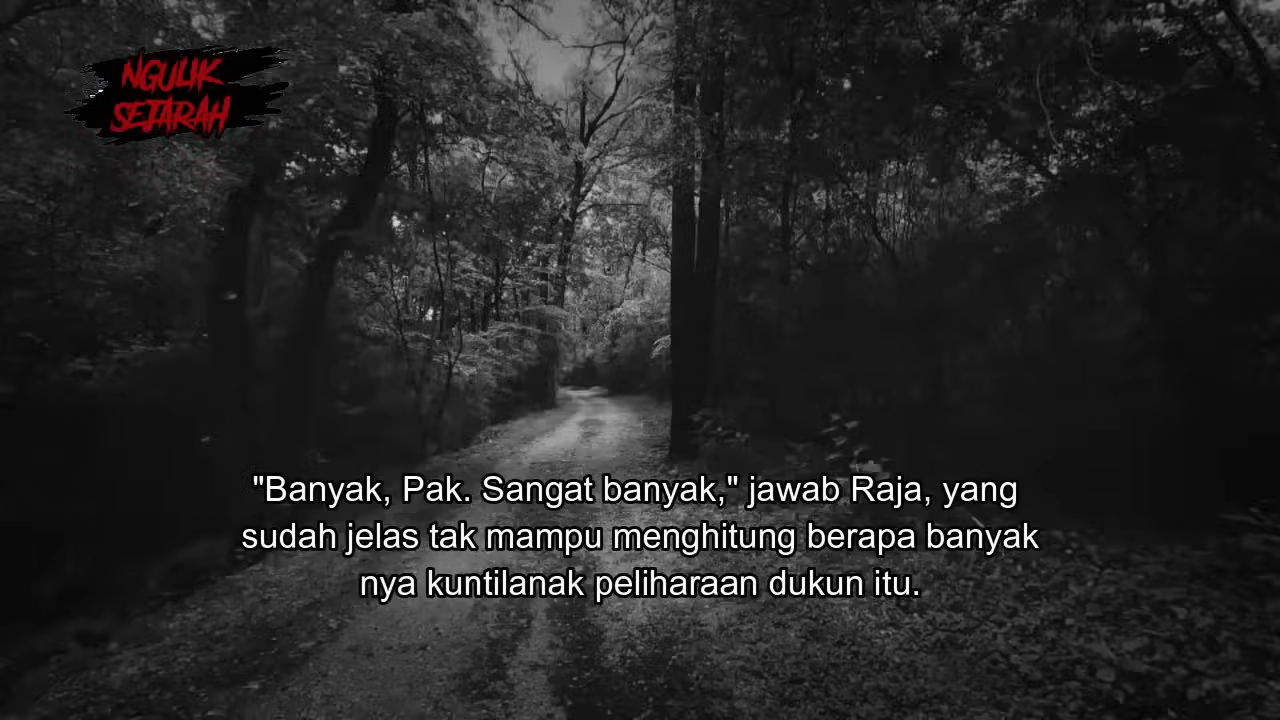 NGULIK
SEJARAH
"Banyak, Pak. Sangat banyak," jawab Raja, yang
sudah jelas tak mampu menghitung berapa banyak
nya kuntilanak peliharaan dukun itu.